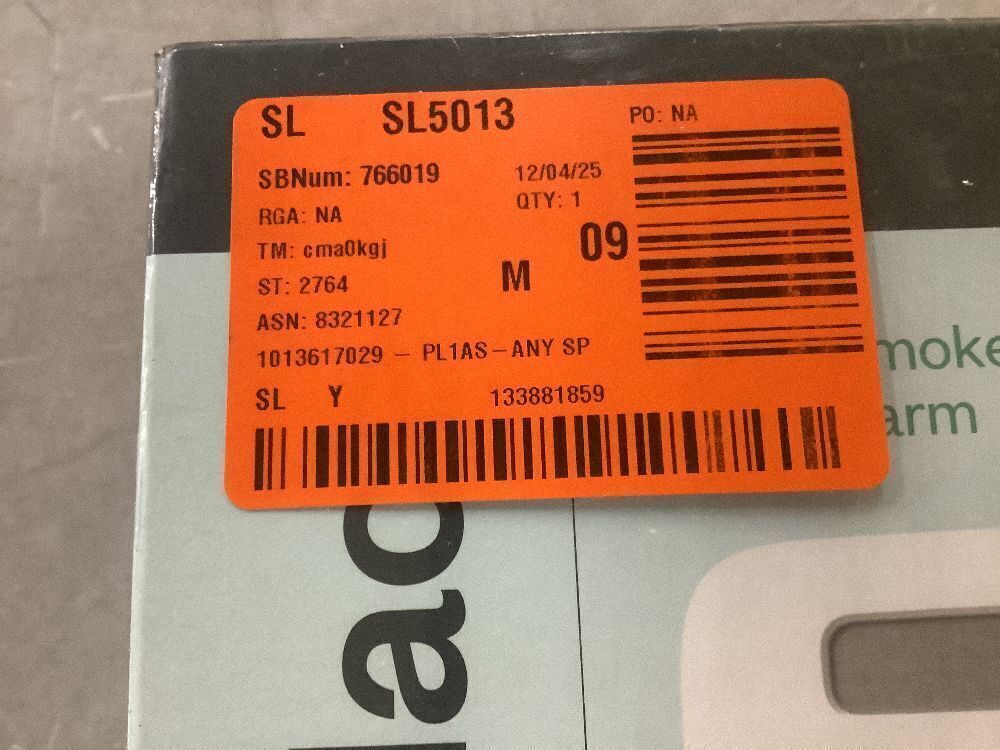 SL SL5013 PO: NA
SBNum: 766019 12/04/25
RGA: NA QTY: 1
TM: cma0kgj 09
ST: 2764 M
ASN: 8321127
1013617029 - PL1AS-ANY SP
SL Y 133881859
moke
arm